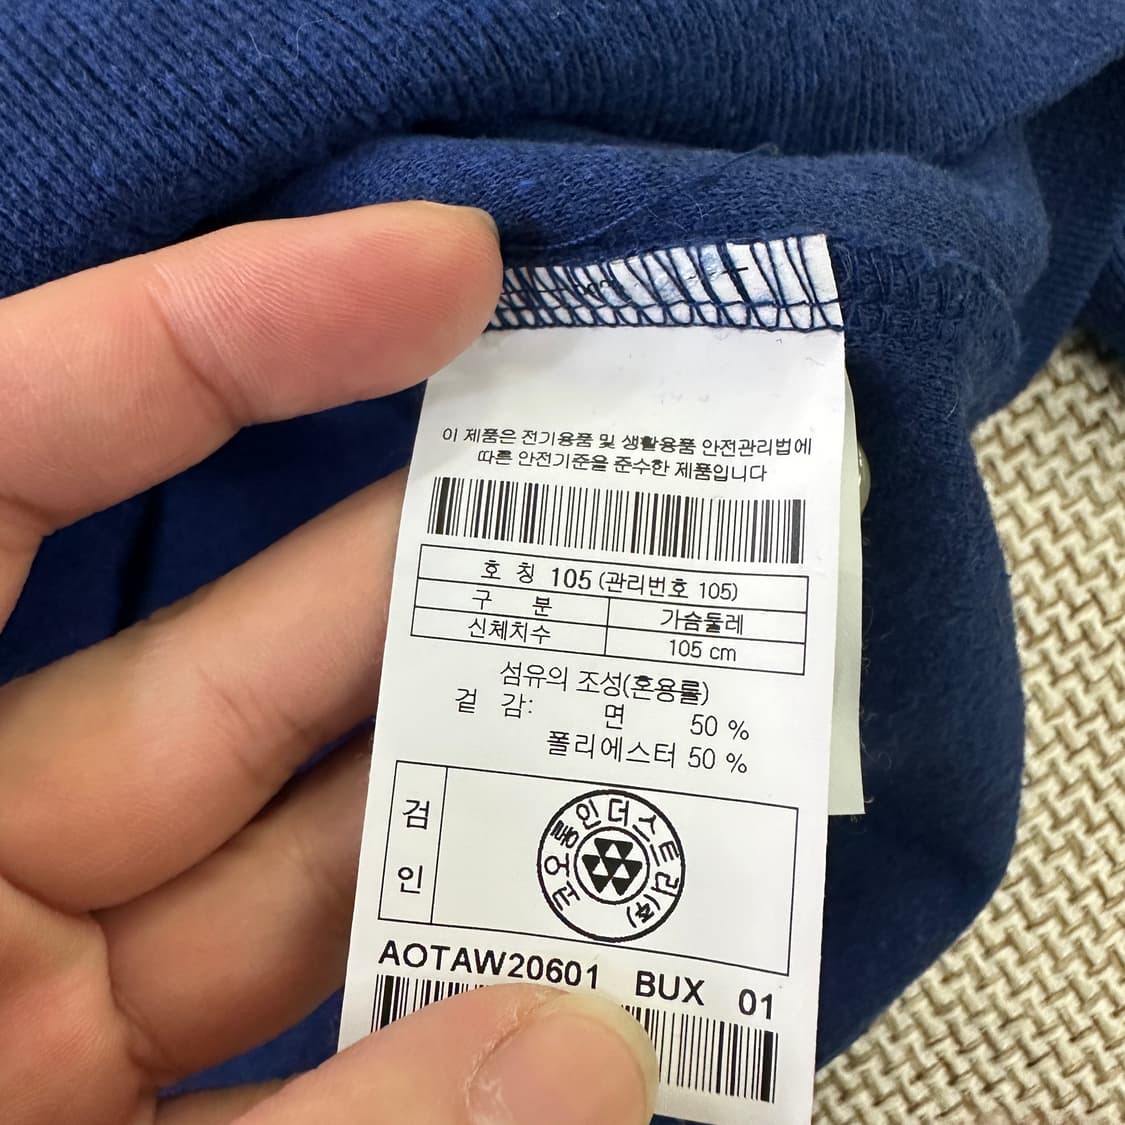 이 제품은 전기용품 및 생활용품 안전관리법에
따른 안전기준을 준수한 제품입니다
호 칭 105 (관리번호 105)
구 분 가슴둘레
신체치수 105 cm
섬유의 조성(혼용률)
겉 감: 면 50 %
폴리에스터 50 %
검
인
코오롱인더스트리(주)
AOTAW20601 BUX 01